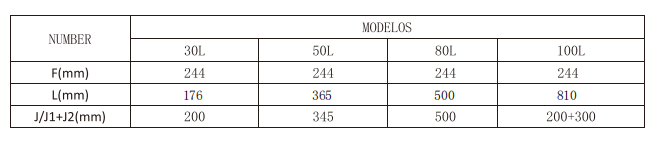 NUMBER MODELOS
30L 50L 80L 100L
F(mm) 244 244 244 244
L(mm) 176 365 500 810
J/J1+J2(mm) 200 345 500 200+300